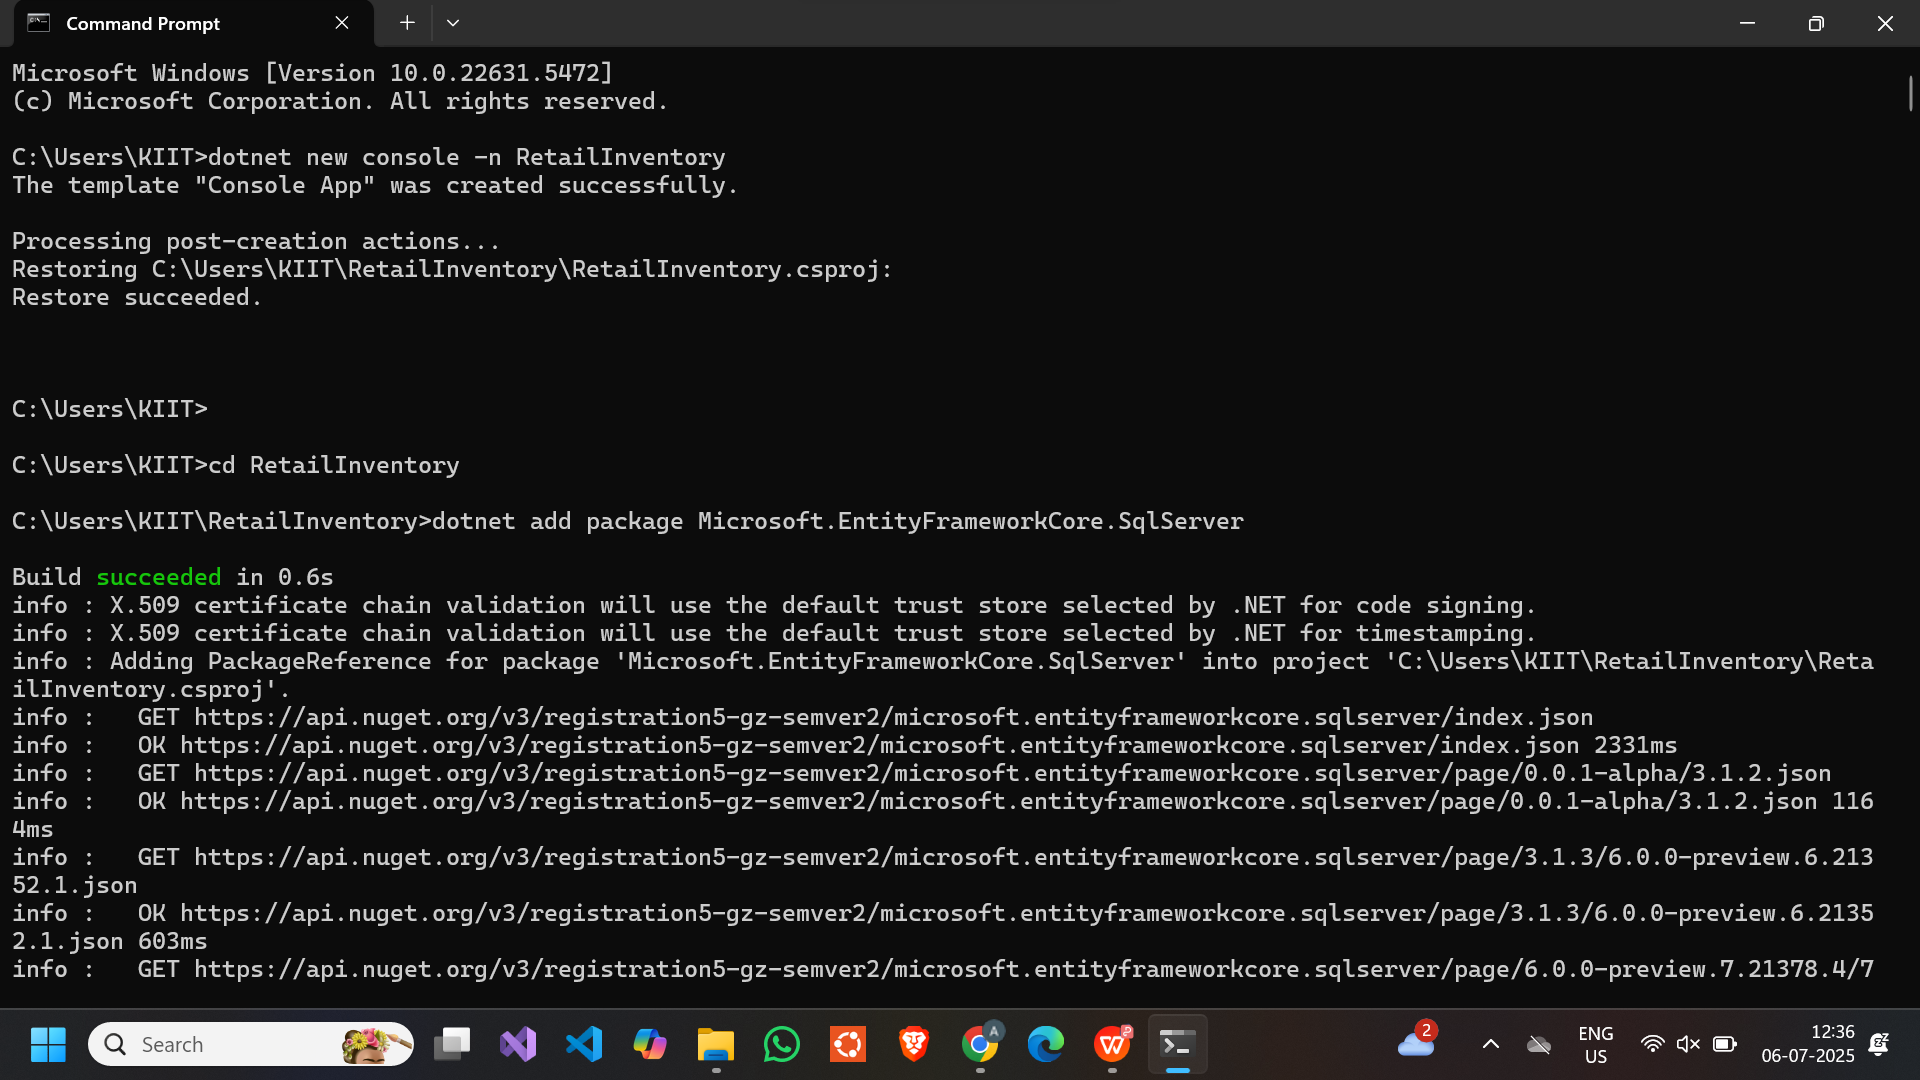 Command Prompt
Microsoft Windows [Version 10.0.22631.5472]
(c) Microsoft Corporation. All rights reserved.
C:\Users\KIIT>dotnet new console -n RetailInventory
The template "Console App" was created successfully.
Processing post-creation actions...
Restoring C:\Users\KIIT\RetailInventory\RetailInventory.csproj:
Restore succeeded.
C:\Users\KIIT>
C:\Users\KIIT>cd RetailInventory
C:\Users\KIIT\RetailInventory>dotnet add package Microsoft.EntityFrameworkCore.SqlServer
Build succeeded in 0.6s
info : X.509 certificate chain validation will use the default trust store selected by .NET for code signing.
info : X.509 certificate chain validation will use the default trust store selected by .NET for timestamping.
info : Adding PackageReference for package 'Microsoft.EntityFrameworkCore.SqlServer' into project 'C:\Users\KIIT\RetailInventory\Reta
ilInventory.csproj'.
info :   GET https://api.nuget.org/v3/registration5-gz-semver2/microsoft.entityframeworkcore.sqlserver/index.json
info :   OK https://api.nuget.org/v3/registration5-gz-semver2/microsoft.entityframeworkcore.sqlserver/index.json 2331ms
info :   GET https://api.nuget.org/v3/registration5-gz-semver2/microsoft.entityframeworkcore.sqlserver/page/0.0.1-alpha/3.1.2.json
info :   OK https://api.nuget.org/v3/registration5-gz-semver2/microsoft.entityframeworkcore.sqlserver/page/0.0.1-alpha/3.1.2.json 116
4ms
info :   GET https://api.nuget.org/v3/registration5-gz-semver2/microsoft.entityframeworkcore.sqlserver/page/3.1.3/6.0.0-preview.6.213
52.1.json
info :   OK https://api.nuget.org/v3/registration5-gz-semver2/microsoft.entityframeworkcore.sqlserver/page/3.1.3/6.0.0-preview.6.2135
2.1.json 603ms
info :   GET https://api.nuget.org/v3/registration5-gz-semver2/microsoft.entityframeworkcore.sqlserver/page/6.0.0-preview.7.21378.4/7
Search
A
2
ENG
US
12:36
06-07-2025